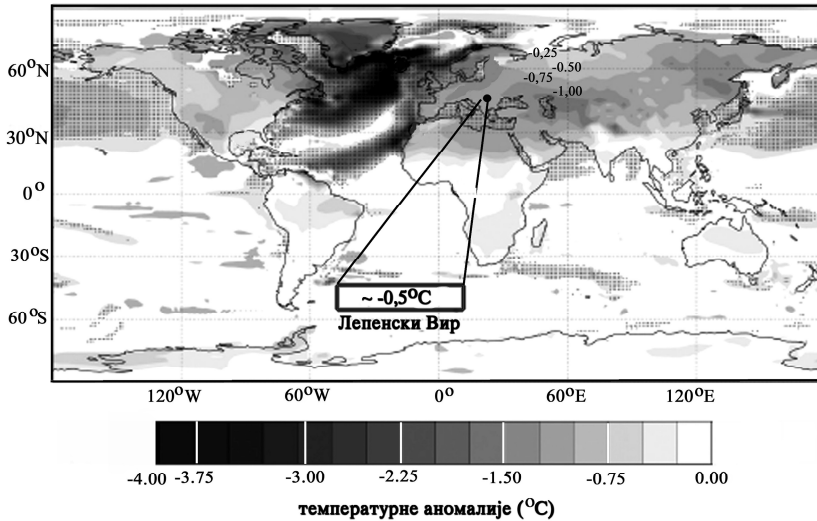 60°N
30°N
0°
30°S
60°S
-0,25
-0.50
-0,75
-1,00
~ -0,5°C
Лепенски Вир
120°W 60°W 0° 60°E 120°E
-4.00 -3.75 -3.00 -2.25 -1.50 -0.75 0.00
температурне аномалије (°C)